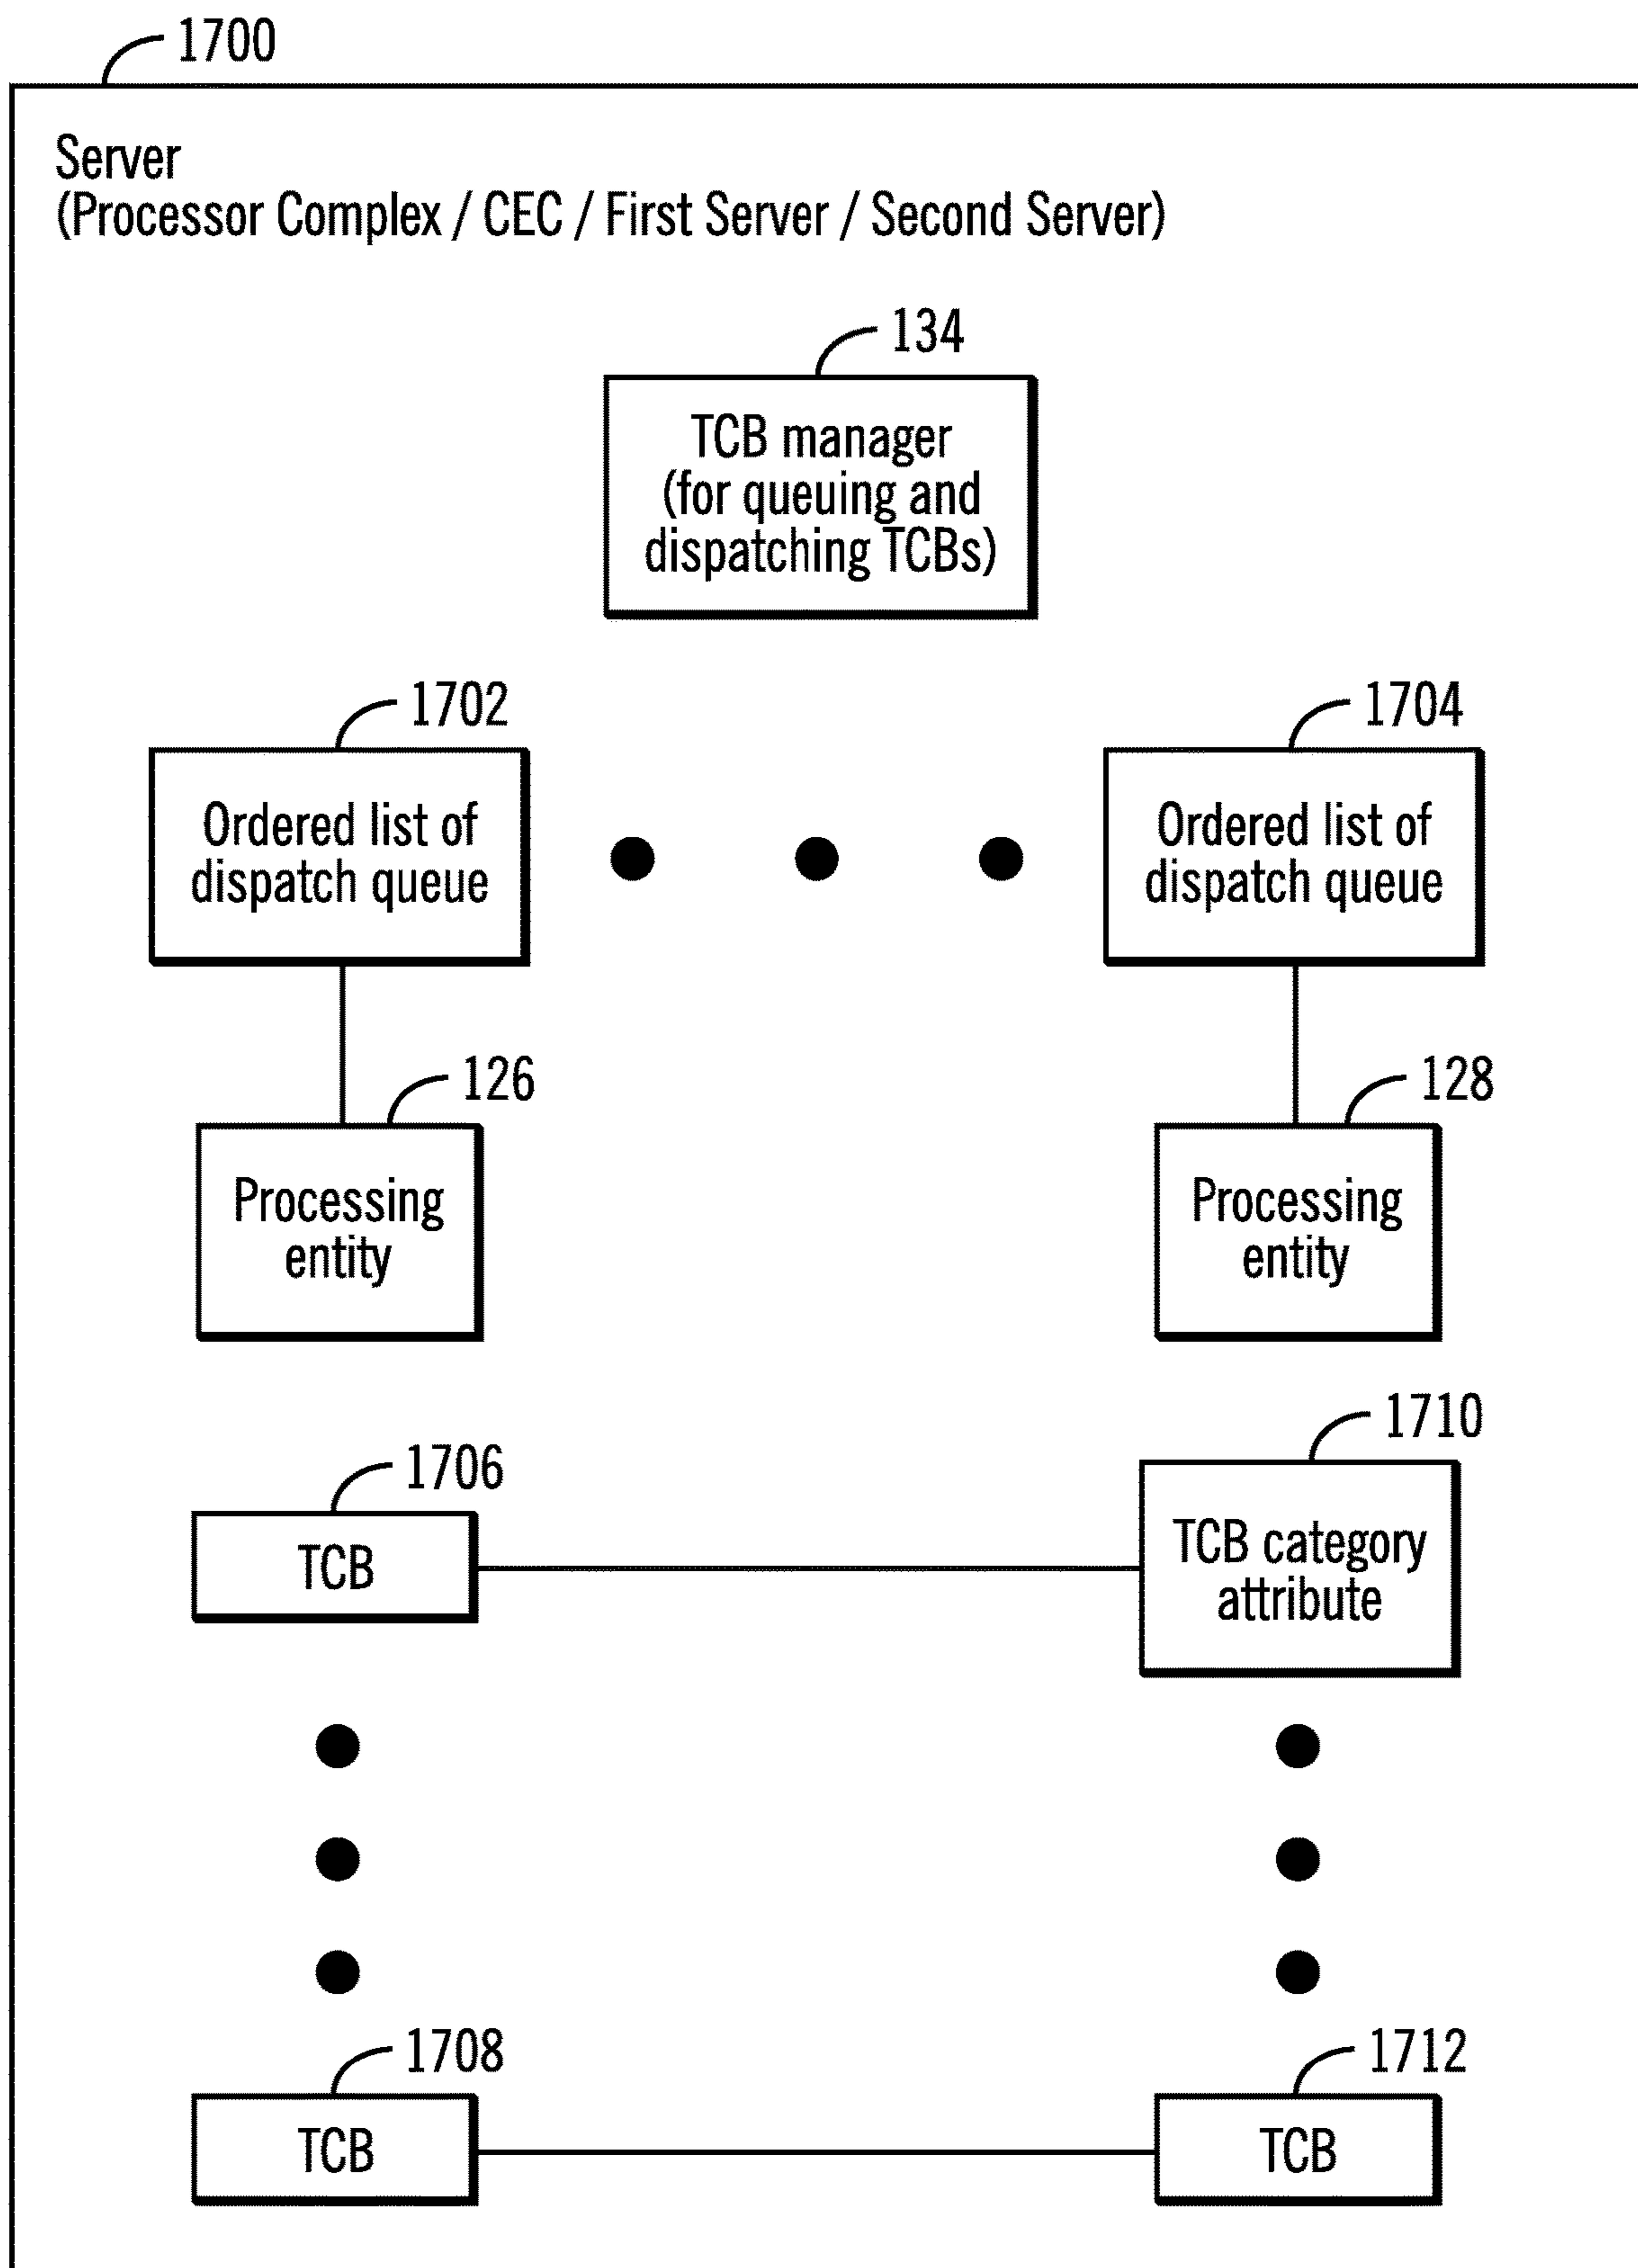 1700
Server
(Processor Complex / CEC / First Server / Second Server)
134
TCB manager
(for queuing and
dispatching TCBs)
1702
1704
Ordered list of
dispatch queue
Ordered list of
dispatch queue
126
128
Processing
entity
Processing
entity
1706
1710
TCB
TCB category
attribute
1708
1712
TCB
TCB